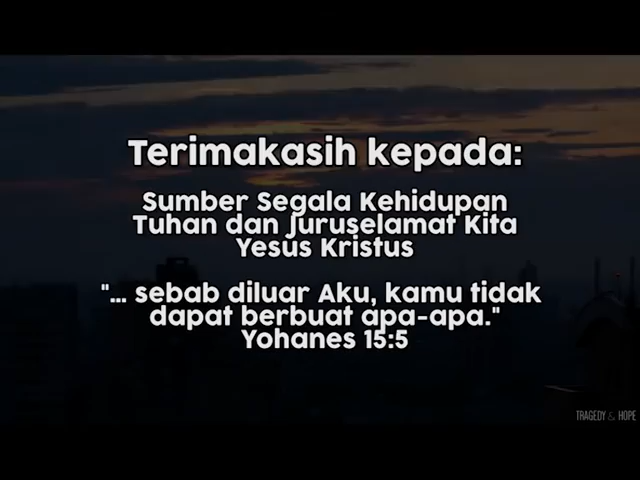 Terimakasih kepada:
Sumber Segala Kehidupan
Tuhan dan Juruselamat Kita
Yesus Kristus
"... sebab diluar Aku, kamu tidak
dapat berbuat apa-apa."
Yohanes 15:5
TRAGEDY & HOPE